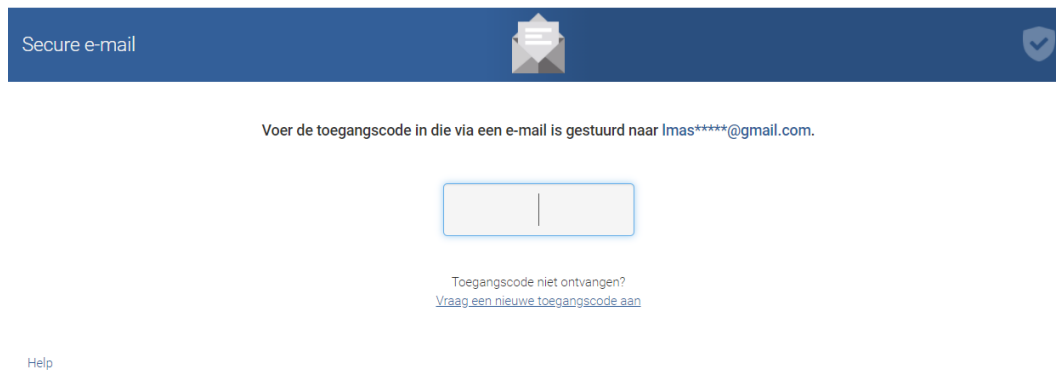 Secure e-mail
Voer de toegangscode in die via een e-mail is gestuurd naar lmas*****@gmail.com.
Toegangscode niet ontvangen?
Vraag een nieuwe toegangscode aan
Help